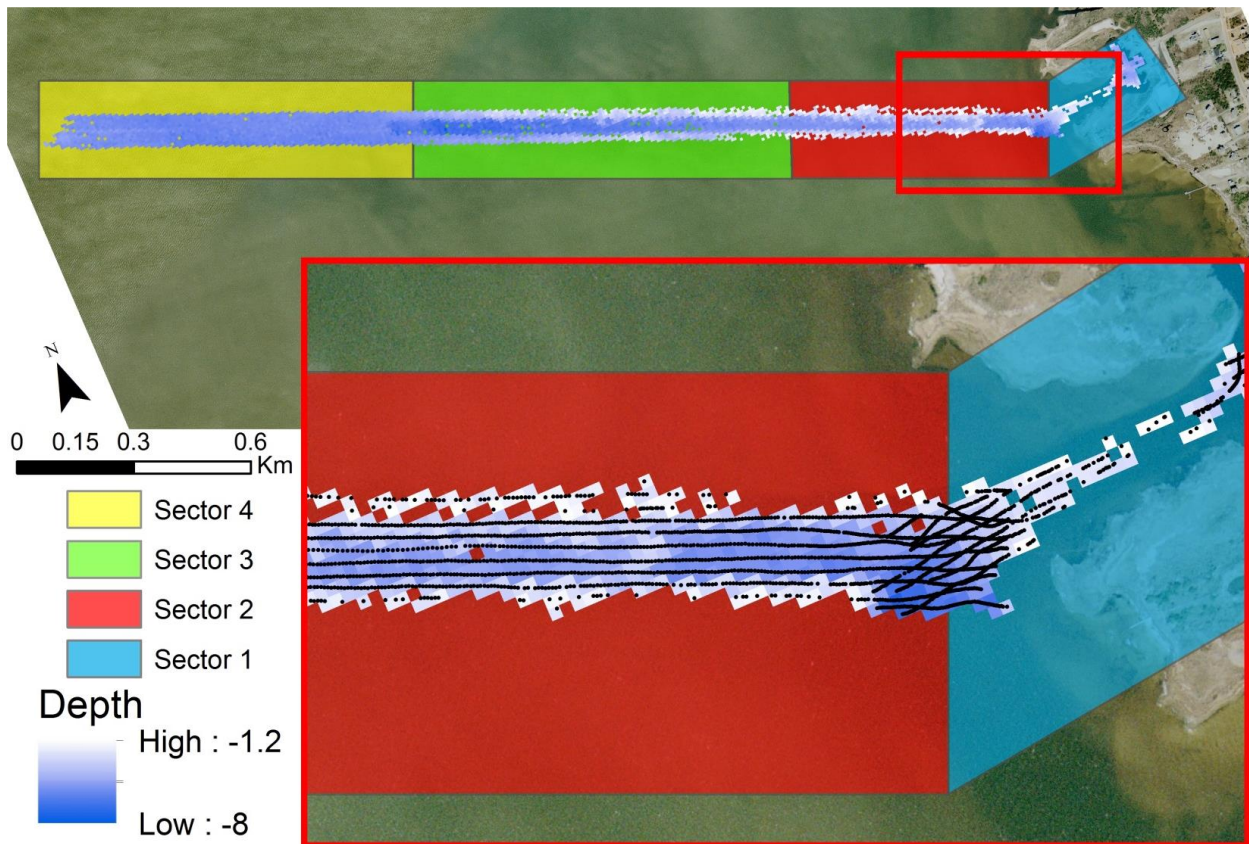 N
0 0.15 0.3 0.6
Km
Sector 4
Sector 3
Sector 2
Sector 1
Depth
High : -1.2
Low : -8